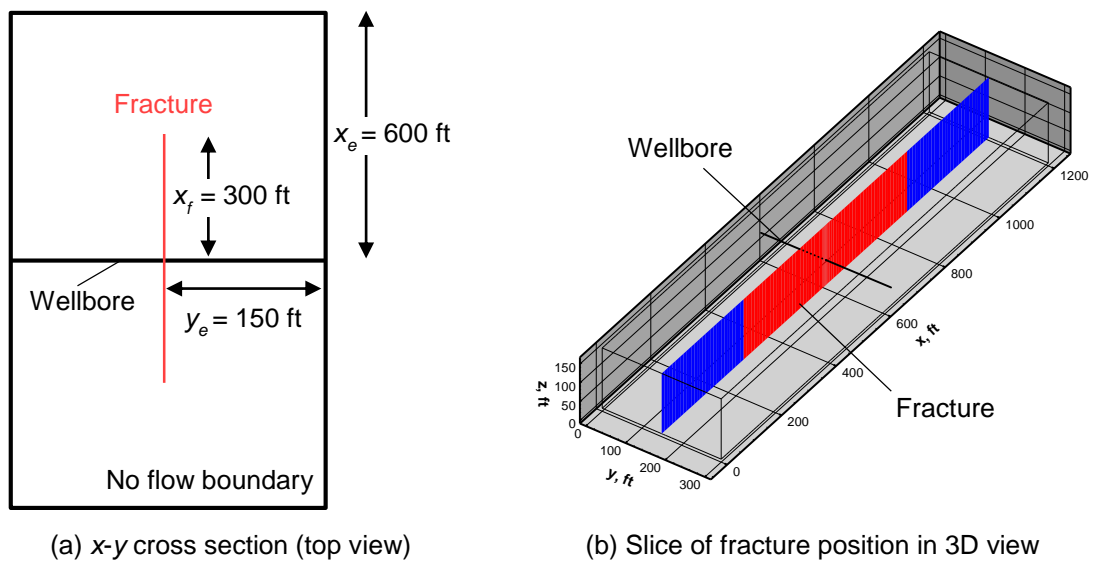 Fracture
x_e = 600 ft
x_f = 300 ft
Wellbore
y_e = 150 ft
No flow boundary
(a) x-y cross section (top view)
Wellbore
Fracture
z, ft
150
100
50
0
0
100
200
300
y, ft
0
200
400
600
800
1000
1200
x, ft
(b) Slice of fracture position in 3D view